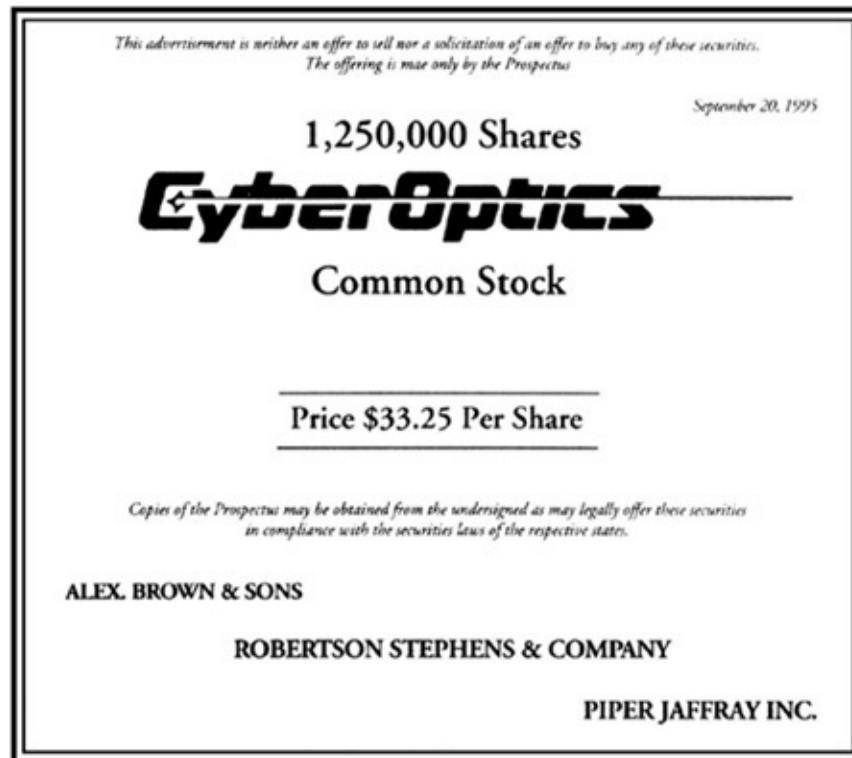 This advertisement is neither an offer to sell nor a solicitation of an offer to buy any of these securities.
The offering is mae only by the Prospectus
September 20, 1995
1,250,000 Shares
CyberOptics
Common Stock
Price $33.25 Per Share
Copies of the Prospectus may be obtained from the undersigned as may legally offer these securities
in compliance with the securities laws of the respective states.
ALEX. BROWN & SONS
ROBERTSON STEPHENS & COMPANY
PIPER JAFFRAY INC.